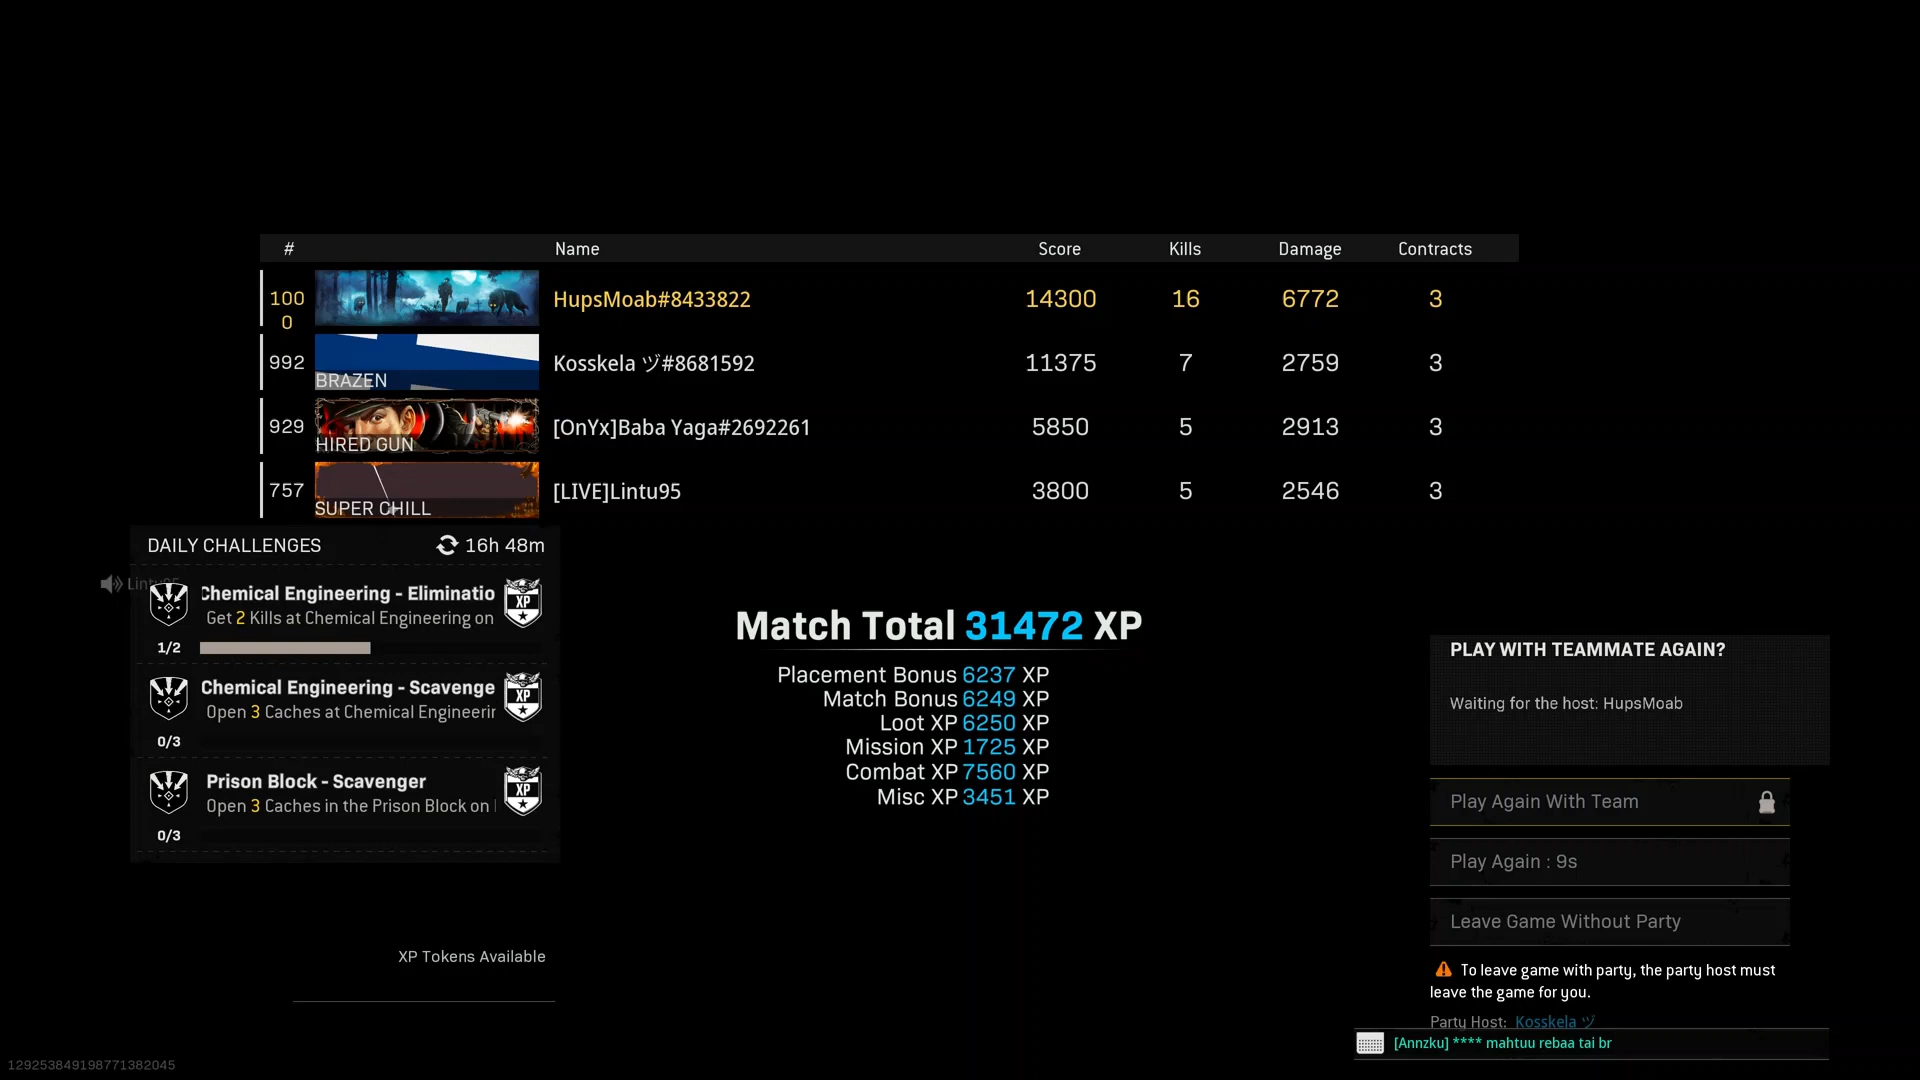 # Name Score Kills Damage Contracts
100
0
HupsMoab#8433822 14300 16 6772 3
992 BRAZEN Kosskela ヅ#8681592 11375 7 2759 3
929 HIRED GUN [OnYx]Baba Yaga#2692261 5850 5 2913 3
757 SUPER CHILL [LIVE]Lintu95 3800 5 2546 3
DAILY CHALLENGES 16h 48m
Lintu95
Chemical Engineering - Eliminatio XP
Get 2 Kills at Chemical Engineering on
1/2
Chemical Engineering - Scavenge XP
Open 3 Caches at Chemical Engineerin
0/3
Prison Block - Scavenger XP
Open 3 Caches in the Prison Block on
0/3
XP Tokens Available
Match Total 31472 XP
Placement Bonus 6237 XP
Match Bonus 6249 XP
Loot XP 6250 XP
Mission XP 1725 XP
Combat XP 7560 XP
Misc XP 3451 XP
PLAY WITH TEAMMATE AGAIN?
Waiting for the host: HupsMoab
Play Again With Team
Play Again : 9s
Leave Game Without Party
To leave game with party, the party host must
leave the game for you.
Party Host: Kosskela ヅ
[Annzku] **** mahtuu rebaa tai br
129253849198771382045